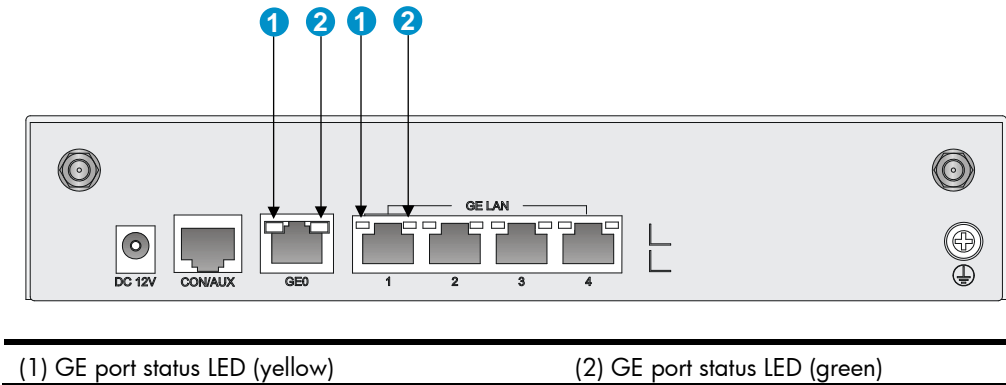 1 2 1 2
GE LAN
DC 12V CON/AUX GE0 1 2 3 4
(1) GE port status LED (yellow) (2) GE port status LED (green)